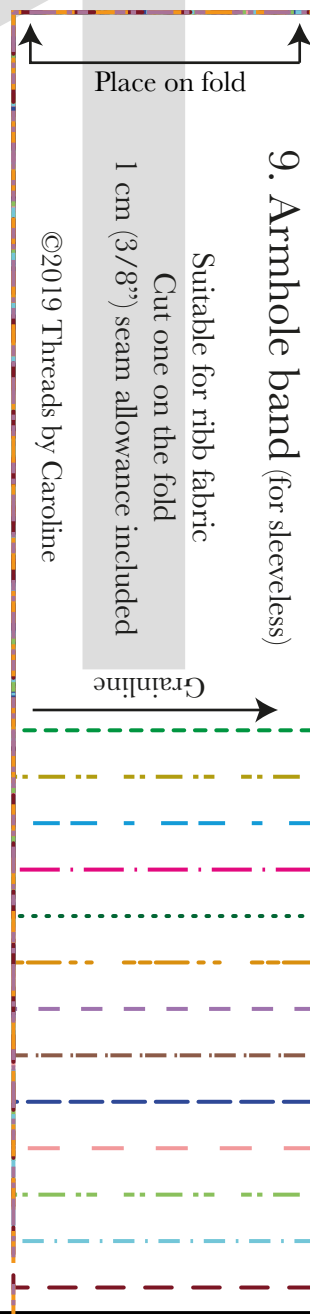 Place on fold
9. Armhole band (for sleeveless)
Suitable for ribb fabric
Cut one on the fold
1 cm (3/8”) seam allowance included
©2019 Threads by Caroline
Grainline